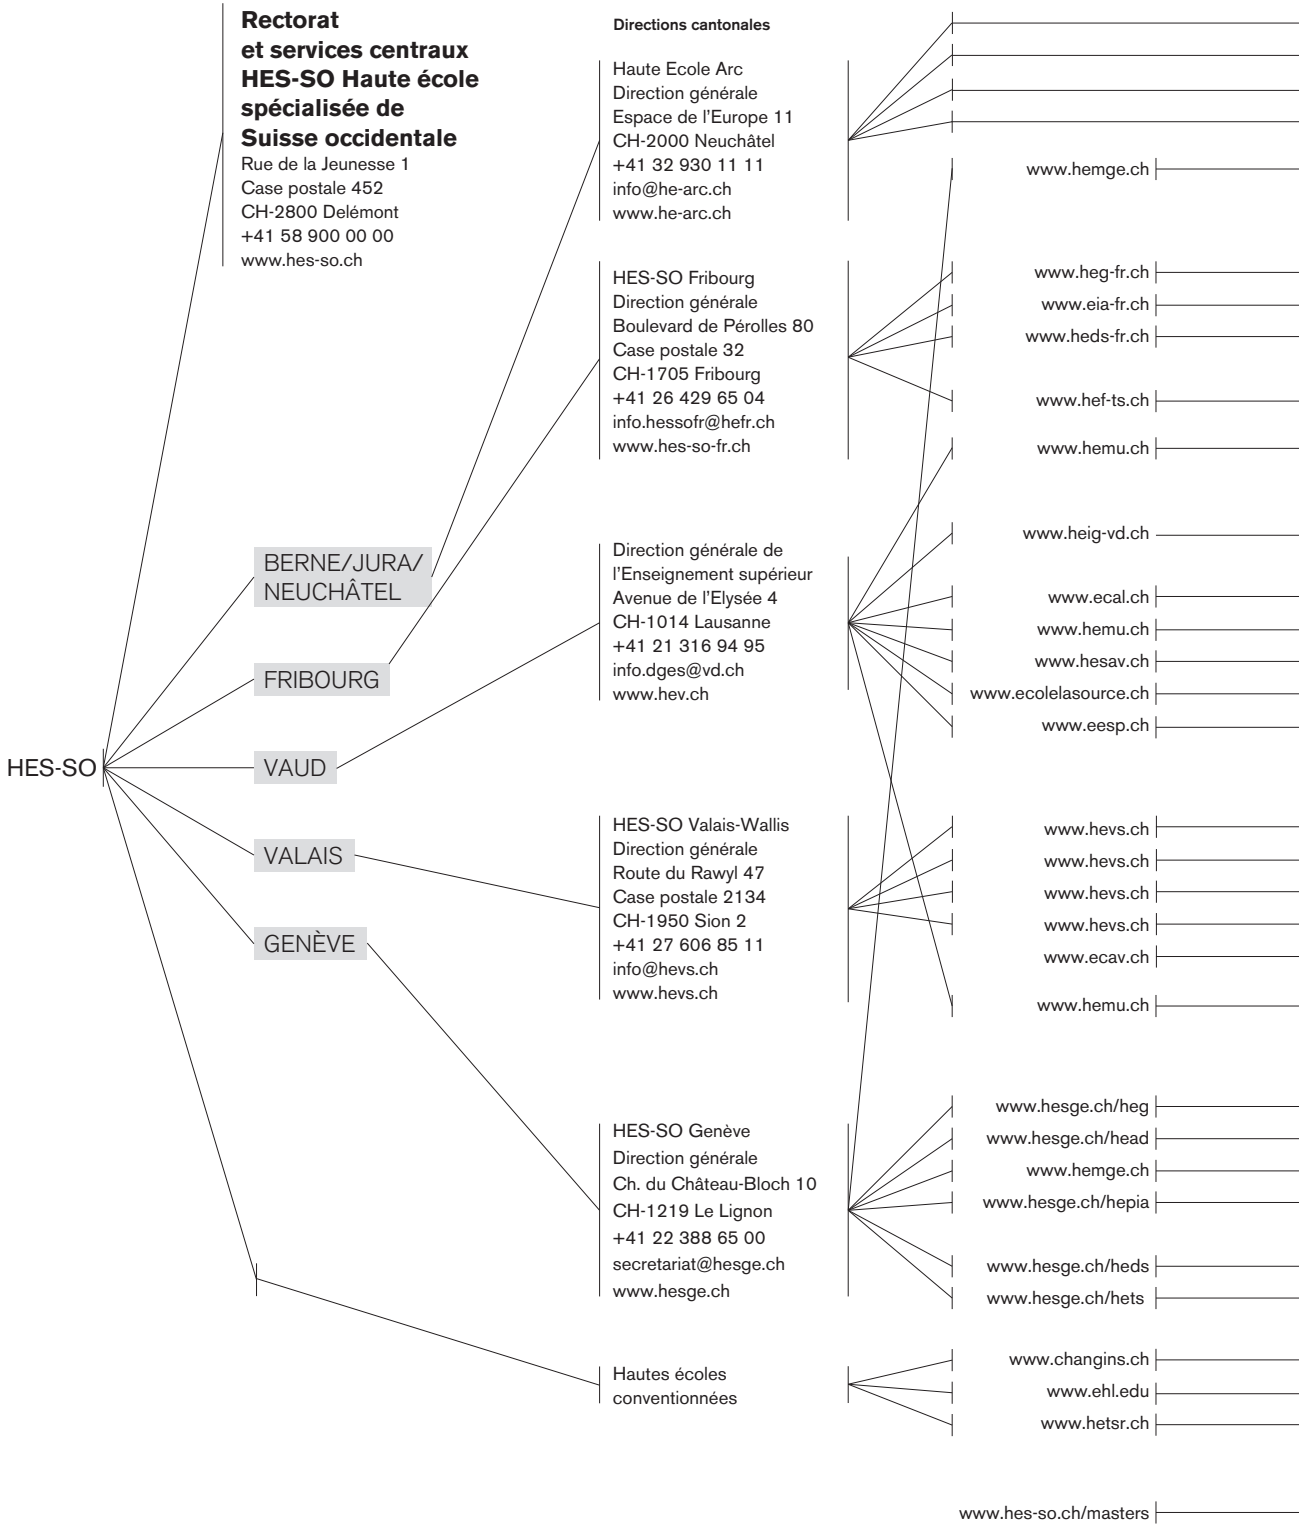 Rectorat
et services centraux
HES-SO Haute école
spécialisée de
Suisse occidentale
Rue de la Jeunesse 1
Case postale 452
CH-2800 Delémont
+41 58 900 00 00
www.hes-so.ch
HES-SO
BERNE/JURA/
NEUCHÂTEL
FRIBOURG
VAUD
VALAIS
GENÈVE
Directions cantonales
Haute Ecole Arc
Direction générale
Espace de l'Europe 11
CH-2000 Neuchâtel
+41 32 930 11 11
info@he-arc.ch
www.he-arc.ch
HES-SO Fribourg
Direction générale
Boulevard de Pérolles 80
Case postale 32
CH-1705 Fribourg
+41 26 429 65 04
info.hessofr@hefr.ch
www.hes-so-fr.ch
Direction générale de
l'Enseignement supérieur
Avenue de l'Elysée 4
CH-1014 Lausanne
+41 21 316 94 95
info.dges@vd.ch
www.hev.ch
HES-SO Valais-Wallis
Direction générale
Route du Rawyl 47
Case postale 2134
CH-1950 Sion 2
+41 27 606 85 11
info@hevs.ch
www.hevs.ch
HES-SO Genève
Direction générale
Ch. du Château-Bloch 10
CH-1219 Le Lignon
+41 22 388 65 00
secretariat@hesge.ch
www.hesge.ch
Hautes écoles
conventionnées
www.hemge.ch
www.heg-fr.ch
www.eia-fr.ch
www.heds-fr.ch
www.hef-ts.ch
www.hemu.ch
www.heig-vd.ch
www.ecal.ch
www.hemu.ch
www.hesav.ch
www.ecolelasource.ch
www.eesp.ch
www.hevs.ch
www.hevs.ch
www.hevs.ch
www.hevs.ch
www.ecav.ch
www.hemu.ch
www.hesge.ch/heg
www.hesge.ch/head
www.hemge.ch
www.hesge.ch/hepia
www.hesge.ch/heds
www.hesge.ch/hets
www.changins.ch
www.ehl.edu
www.hetsr.ch
www.hes-so.ch/masters